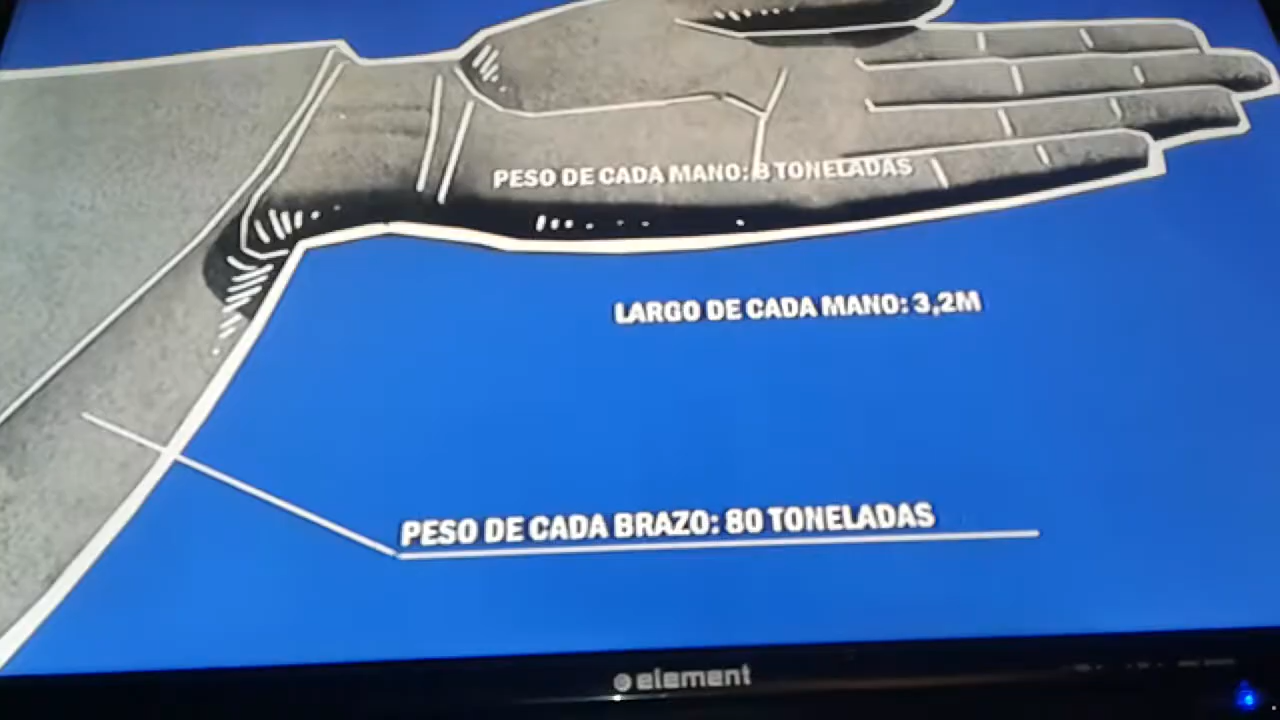 PESO DE CADA MANO: 8 TONELADAS
LARGO DE CADA MANO: 3,2M
PESO DE CADA BRAZO: 80 TONELADAS
element